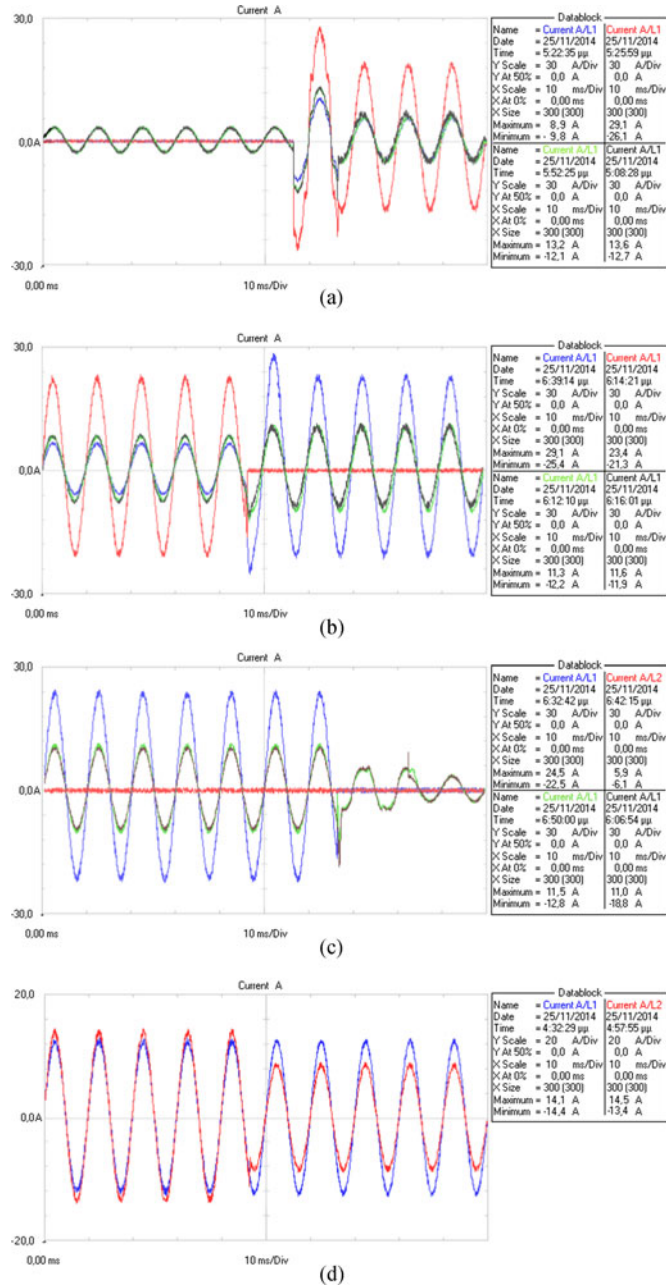 Current A
30,0
0,0A
-30,0
0,00 ms
10 ms/Div
Datablock
Name = Current A/L1 Current A/L1
Date = 25/11/2014 25/11/2014
Time = 5:22:35 μμ 5:25:59 μμ
Y Scale = 30 A/Div 30 A/Div
Y At 50% = 0,0 A 0,0 A
X Scale = 10 ms/Div 10 ms/Div
X At 0% = 0,00 ms 0,00 ms
X Size = 300 (300) 300 (300)
Maximum = 8,9 A 29,1 A
Minimum = -9,8 A -26,1 A
Name = Current A/L1 Current A/L1
Date = 25/11/2014 25/11/2014
Time = 5:52:25 μμ 5:08:28 μμ
Y Scale = 30 A/Div 30 A/Div
Y At 50% = 0,0 A 0,0 A
X Scale = 10 ms/Div 10 ms/Div
X At 0% = 0,00 ms 0,00 ms
X Size = 300 (300) 300 (300)
Maximum = 13,2 A 13,6 A
Minimum = -12,1 A -12,7 A
(a)
Current A
30,0
0,0A
-30,0
0,00 ms
10 ms/Div
Datablock
Name = Current A/L1 Current A/L1
Date = 25/11/2014 25/11/2014
Time = 6:39:14 μμ 6:14:21 μμ
Y Scale = 30 A/Div 30 A/Div
Y At 50% = 0,0 A 0,0 A
X Scale = 10 ms/Div 10 ms/Div
X At 0% = 0,00 ms 0,00 ms
X Size = 300 (300) 300 (300)
Maximum = 29,1 A 23,4 A
Minimum = -25,4 A -21,3 A
Name = Current A/L1 Current A/L1
Date = 25/11/2014 25/11/2014
Time = 6:12:10 μμ 6:16:01 μμ
Y Scale = 30 A/Div 30 A/Div
Y At 50% = 0,0 A 0,0 A
X Scale = 10 ms/Div 10 ms/Div
X At 0% = 0,00 ms 0,00 ms
X Size = 300 (300) 300 (300)
Maximum = 11,3 A 11,6 A
Minimum = -12,2 A -11,9 A
(b)
Current A
30,0
0,0A
-30,0
0,00 ms
10 ms/Div
Datablock
Name = Current A/L1 Current A/L2
Date = 25/11/2014 25/11/2014
Time = 6:32:42 μμ 6:42:15 μμ
Y Scale = 30 A/Div 30 A/Div
Y At 50% = 0,0 A 0,0 A
X Scale = 10 ms/Div 10 ms/Div
X At 0% = 0,00 ms 0,00 ms
X Size = 300 (300) 300 (300)
Maximum = 24,5 A 5,9 A
Minimum = -22,5 A -6,1 A
Name = Current A/L1 Current A/L1
Date = 25/11/2014 25/11/2014
Time = 6:50:00 μμ 6:06:54 μμ
Y Scale = 30 A/Div 30 A/Div
Y At 50% = 0,0 A 0,0 A
X Scale = 10 ms/Div 10 ms/Div
X At 0% = 0,00 ms 0,00 ms
X Size = 300 (300) 300 (300)
Maximum = 11,5 A 11,0 A
Minimum = -12,8 A -18,8 A
(c)
Current A
20,0
0,0A
-20,0
0,00 ms
10 ms/Div
Datablock
Name = Current A/L1 Current A/L2
Date = 25/11/2014 25/11/2014
Time = 4:32:29 μμ 4:57:55 μμ
Y Scale = 20 A/Div 20 A/Div
Y At 50% = 0,0 A 0,0 A
X Scale = 10 ms/Div 10 ms/Div
X At 0% = 0,00 ms 0,00 ms
X Size = 300 (300) 300 (300)
Maximum = 14,1 A 14,5 A
Minimum = -14,4 A -13,4 A
(d)